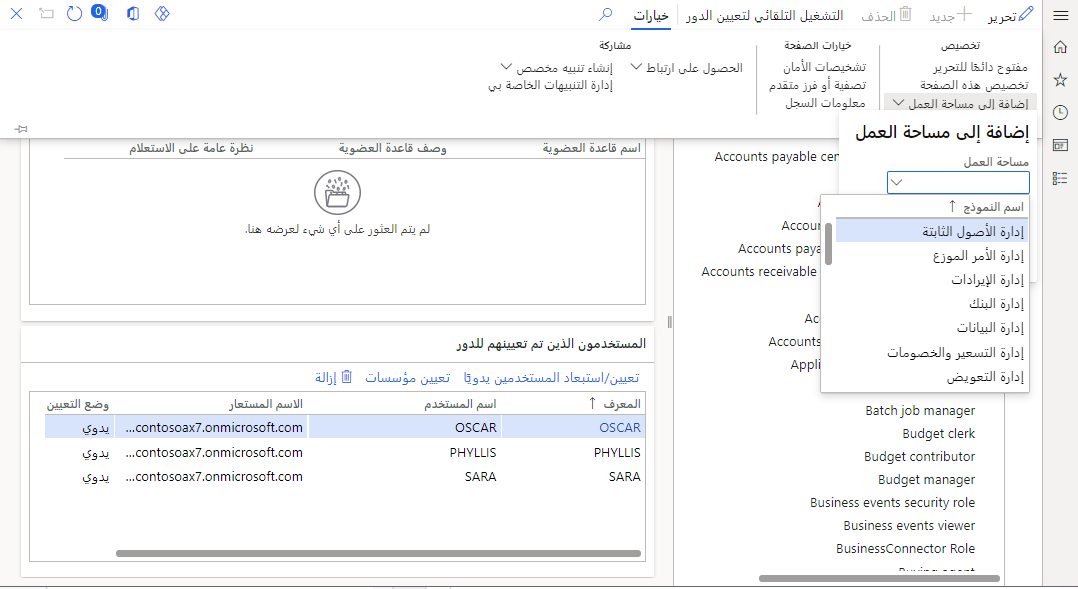 تحرير
جديد
الحذف
التشغيل التلقائي لتعيين الدور
خيارات
0
تخصيص
مفتوح دائمًا للتحرير
تخصيص هذه الصفحة
إضافة إلى مساحة العمل
خيارات الصفحة
تشخيصات الأمان
تصفية أو فرز متقدم
معلومات السجل
مشاركة
الحصول على ارتباط
إنشاء تنبيه مخصص
إدارة التنبيهات الخاصة بي
إضافة إلى مساحة العمل
مساحة العمل
اسم النموذج ↑
إدارة الأصول الثابتة
إدارة الأمر الموزع
إدارة الإيرادات
إدارة البنك
إدارة البيانات
إدارة التسعير والخصومات
إدارة التعويض
Accounts payable cen
Accou
Accounts paya
Accounts receivable
Ac
Accounts
Appli
Batch job manager
Budget clerk
Budget contributor
Budget manager
Business events security role
Business events viewer
BusinessConnector Role
Buying agent
اسم قاعدة العضوية
وصف قاعدة العضوية
نظرة عامة على الاستعلام
لم يتم العثور على أي شيء لعرضه هنا.
المستخدمون الذين تم تعيينهم للدور
تعيين/استبعاد المستخدمين يدويًا
تعيين مؤسسات
إزالة
المعرف ↑
اسم المستخدم
الاسم المستعار
وضع التعيين
OSCAR OSCAR contosoax7.onmicrosoft.com... يدوي
PHYLLIS PHYLLIS contosoax7.onmicrosoft.com... يدوي
SARA SARA contosoax7.onmicrosoft.com... يدوي